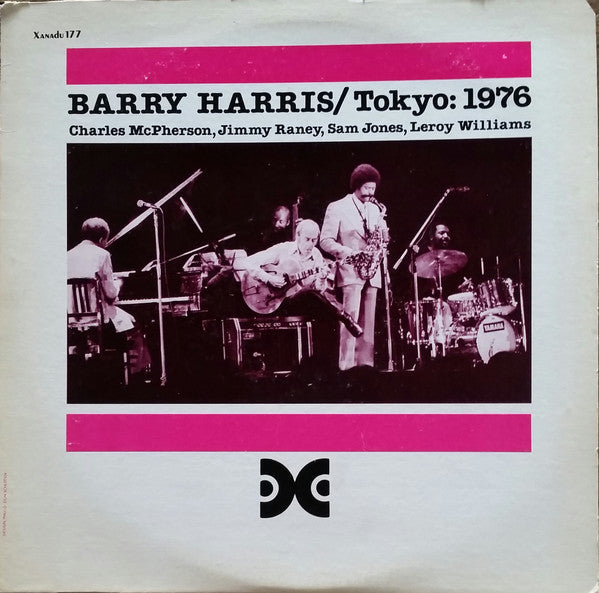 Xanadu 177
BARRY HARRIS/Tokyo: 1976
Charles McPherson, Jimmy Raney, Sam Jones, Leroy Williams
YAMAHA